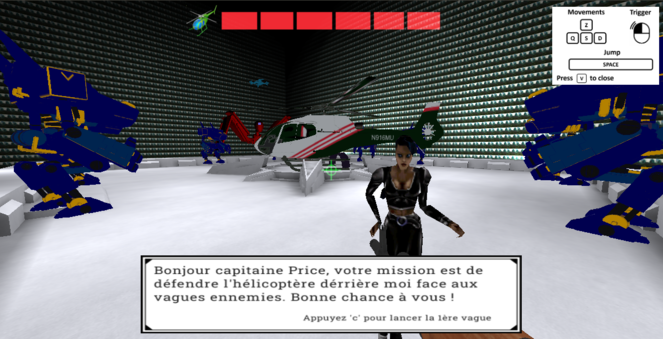 Movements
Trigger
Z
Q S D
Jump
SPACE
Press V to close
N916MU
Bonjour capitaine Price, votre mission est de
défendre l'hélicoptère dérrière moi face aux
vagues ennemies. Bonne chance à vous !
Appuyez 'c' pour lancer la 1ère vague